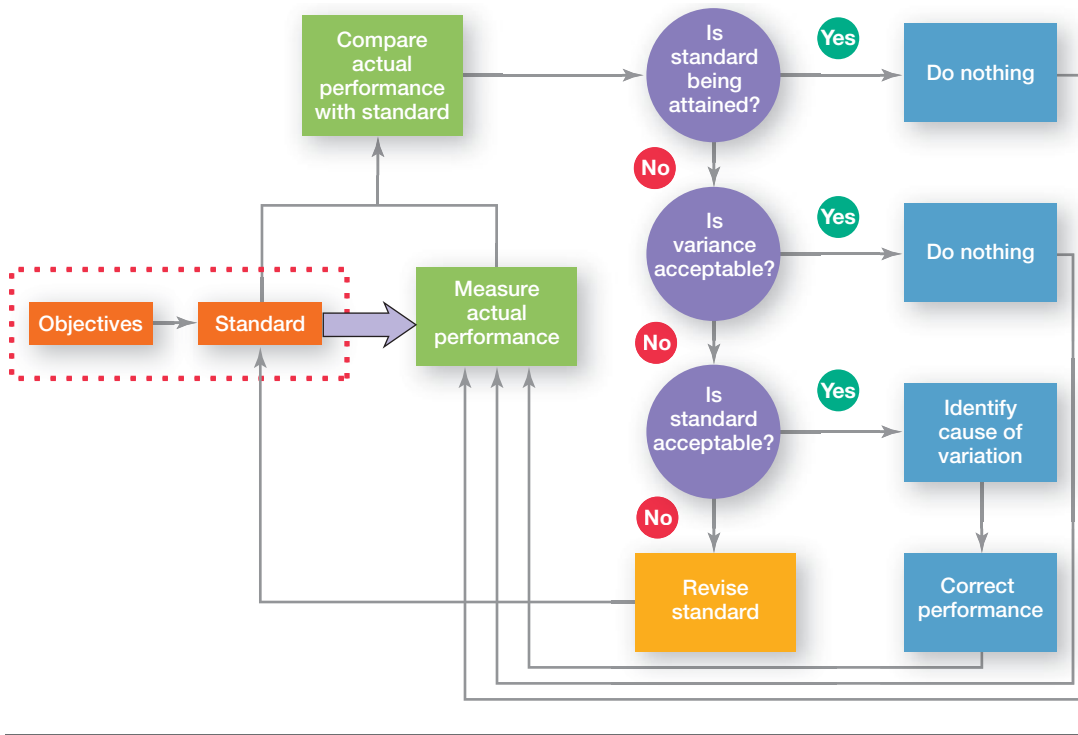 Compare
actual
performance
with standard
Is
standard
being
attained?
Yes
Do nothing
No
Is
variance
acceptable?
Yes
Do nothing
Objectives
Standard
Measure
actual
performance
No
Is
standard
acceptable?
Yes
Identify
cause of
variation
No
Revise
standard
Correct
performance